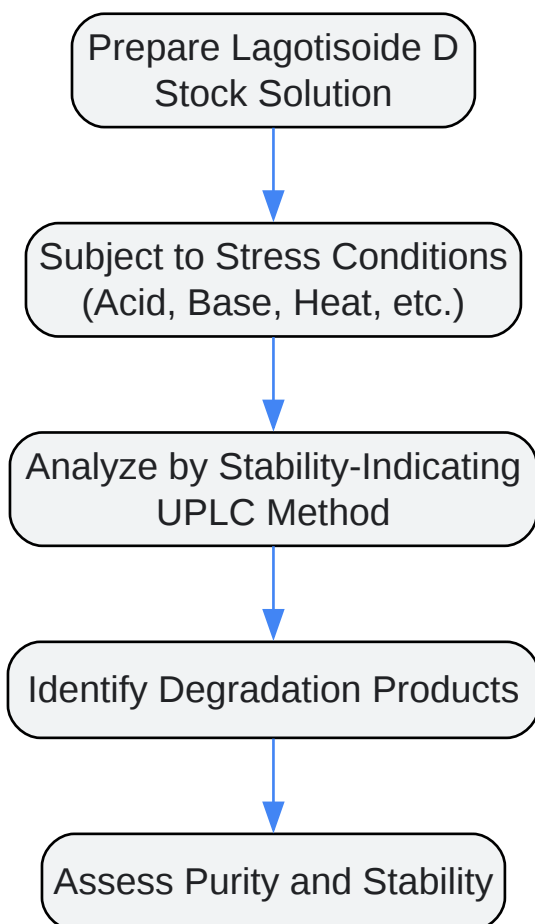 Prepare Lagotisoide D
Stock Solution
Subject to Stress Conditions
(Acid, Base, Heat, etc.)
Analyze by Stability-Indicating
UPLC Method
Identify Degradation Products
Assess Purity and Stability